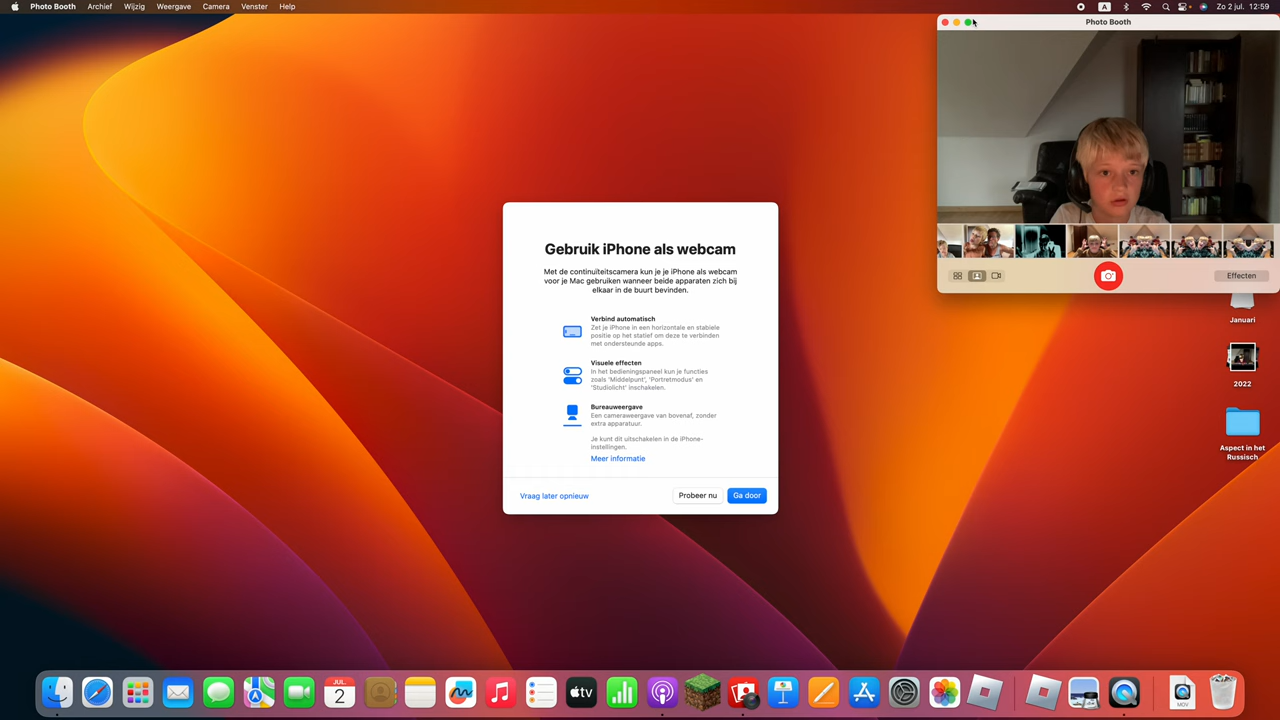 Photo Booth Archief Wijzig Weergave Camera Venster Help
A Zo 2 jul. 12:59
Photo Booth
Effecten
Gebruik iPhone als webcam
Met de continuïteitscamera kun je je iPhone als webcam
voor je Mac gebruiken wanneer beide apparaten zich bij
elkaar in de buurt bevinden.
Verbind automatisch
Zet je iPhone in een horizontale en stabiele
positie op het statief om deze te verbinden
met ondersteunde apps.
Visuele effecten
In het bedieningspaneel kun je functies
zoals 'Middelpunt', 'Portretmodus' en
'Studiolicht' inschakelen.
Bureauweergave
Een cameraweergave van bovenaf, zonder
extra apparatuur.
Je kunt dit uitschakelen in de iPhone-
instellingen.
Meer informatie
Vraag later opnieuw
Probeer nu
Ga door
Januari
2022
Aspect in het
Russisch
JUL.
2
tv
MOV